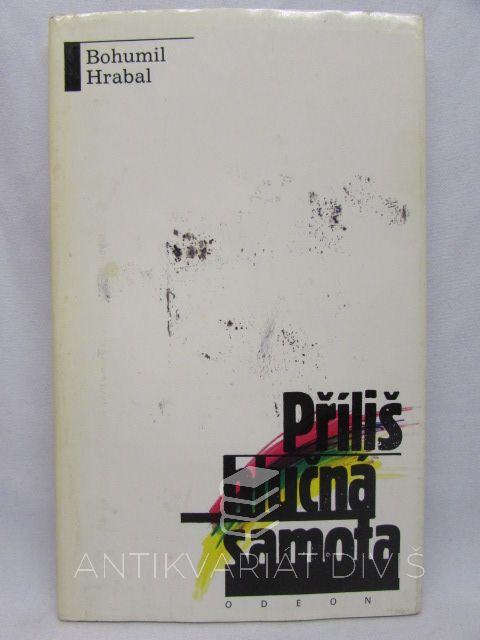 Bohumil
Hrabal
Příliš
hlučná
samota
ANTIKVARIÁT DIVIŠ
ODEON